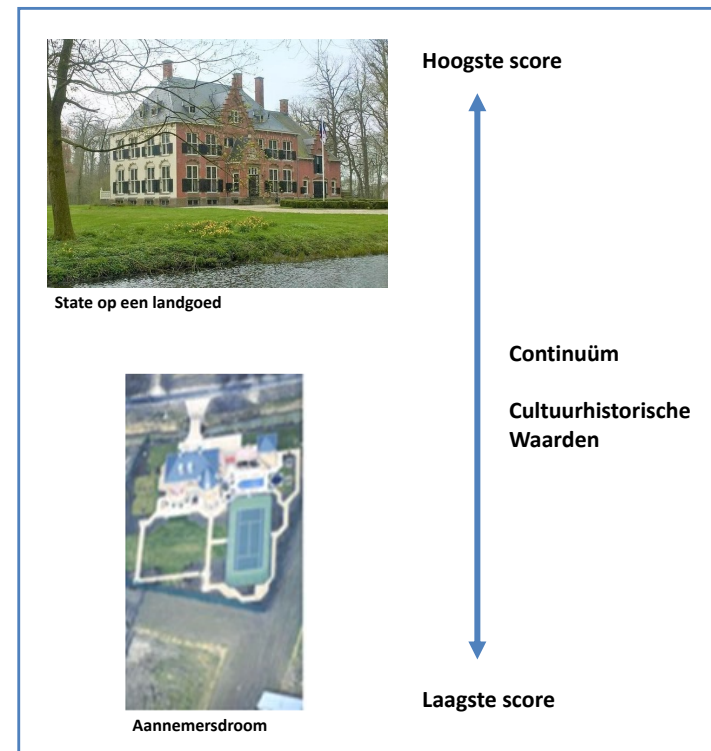 Hoogste score
State op een landgoed
Continuüm
Cultuurhistorische
Waarden
Laagste score
Aannemersdroom